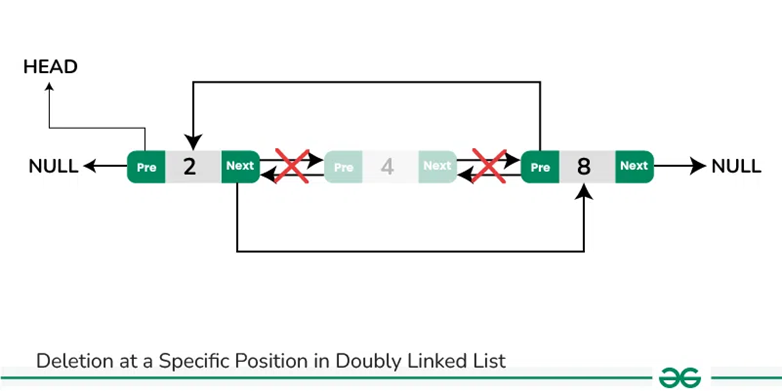 HEAD
NULL Pre 2 Next Pre 4 Next Pre 8 Next NULL
Deletion at a Specific Position in Doubly Linked List